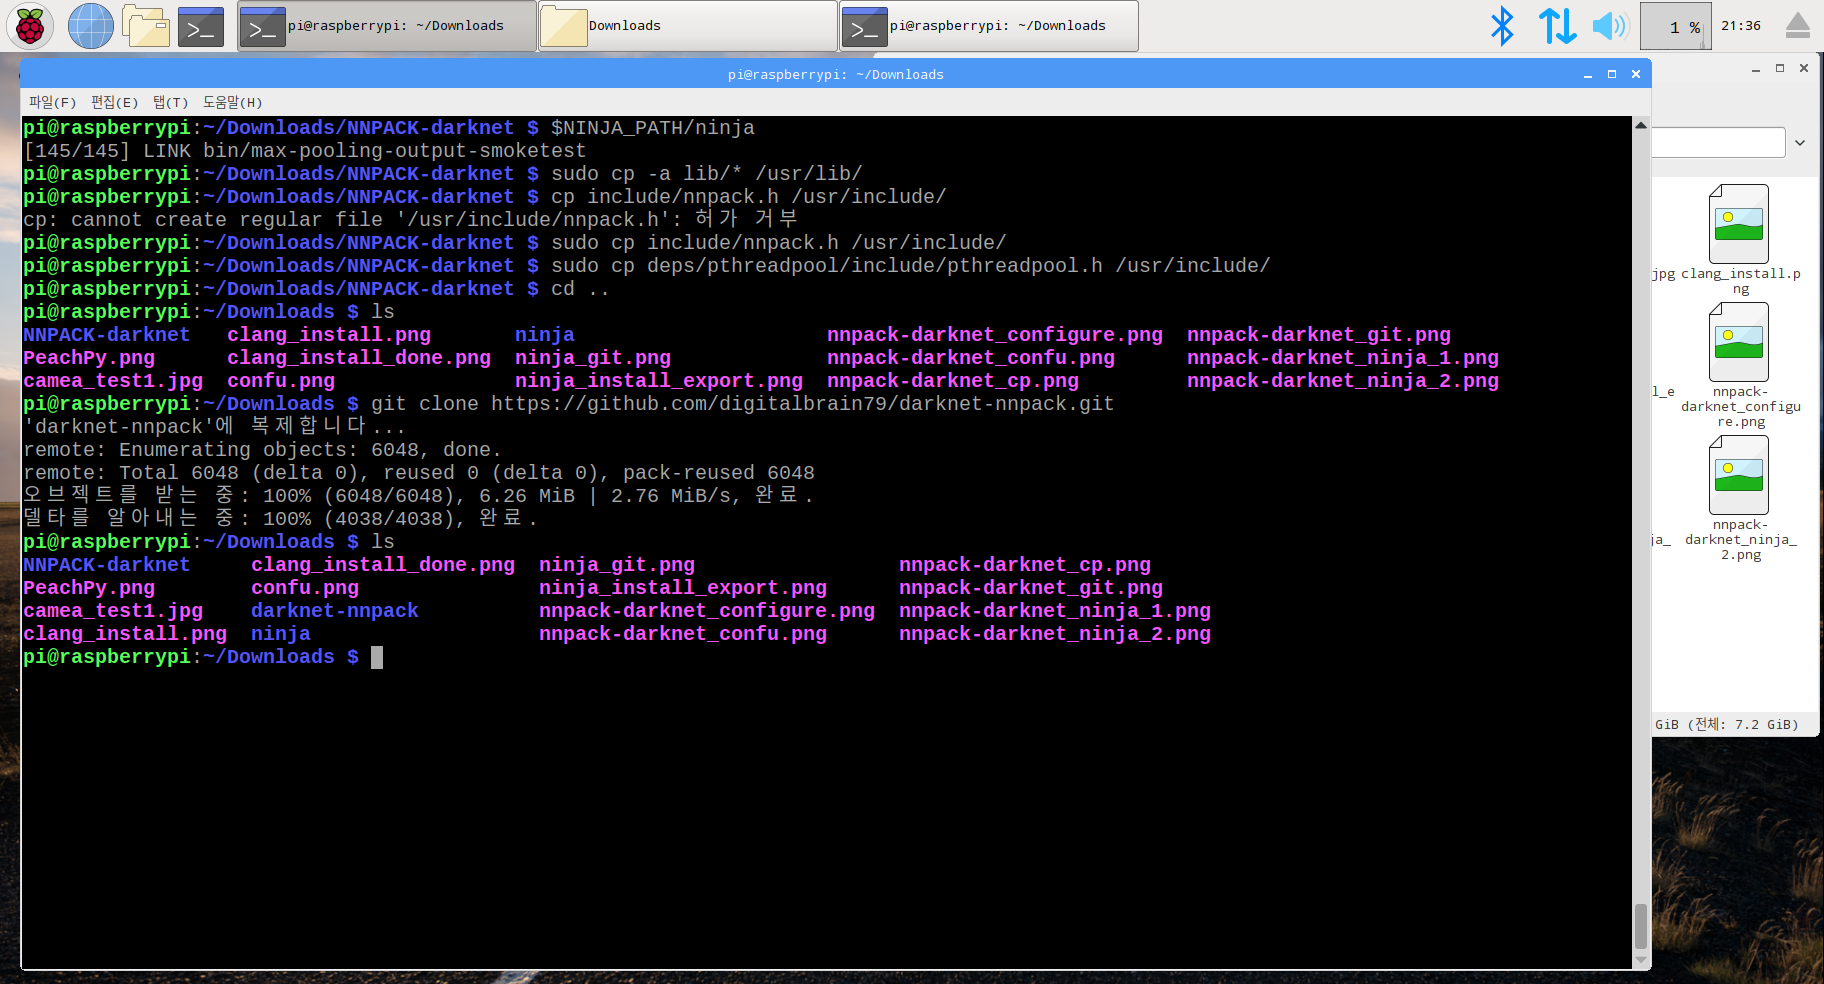 pi@raspberrypi: ~/Downloads
Downloads
pi@raspberrypi: ~/Downloads
1 %
21:36
pi@raspberrypi: ~/Downloads
파일(F) 편집(E) 탭(T) 도움말(H)
pi@raspberrypi:~/Downloads/NNPACK-darknet $ $NINJA_PATH/ninja
[145/145] LINK bin/max-pooling-output-smoketest
pi@raspberrypi:~/Downloads/NNPACK-darknet $ sudo cp -a lib/* /usr/lib/
pi@raspberrypi:~/Downloads/NNPACK-darknet $ cp include/nnpack.h /usr/include/
cp: cannot create regular file '/usr/include/nnpack.h': 허가 거부
pi@raspberrypi:~/Downloads/NNPACK-darknet $ sudo cp include/nnpack.h /usr/include/
pi@raspberrypi:~/Downloads/NNPACK-darknet $ sudo cp deps/pthreadpool/include/pthreadpool.h /usr/include/
pi@raspberrypi:~/Downloads/NNPACK-darknet $ cd ..
pi@raspberrypi:~/Downloads $ ls
NNPACK-darknet clang_install.png ninja nnpack-darknet_configure.png nnpack-darknet_git.png
PeachPy.png clang_install_done.png ninja_git.png nnpack-darknet_confu.png nnpack-darknet_ninja_1.png
camea_test1.jpg confu.png ninja_install_export.png nnpack-darknet_cp.png nnpack-darknet_ninja_2.png
pi@raspberrypi:~/Downloads $ git clone https://github.com/digitalbrain79/darknet-nnpack.git
'darknet-nnpack'에 복제합니다...
remote: Enumerating objects: 6048, done.
remote: Total 6048 (delta 0), reused 0 (delta 0), pack-reused 6048
오브젝트를 받는 중: 100% (6048/6048), 6.26 MiB | 2.76 MiB/s, 완료.
델타를 알아내는 중: 100% (4038/4038), 완료.
pi@raspberrypi:~/Downloads $ ls
NNPACK-darknet clang_install_done.png ninja_git.png nnpack-darknet_cp.png
PeachPy.png confu.png ninja_install_export.png nnpack-darknet_git.png
camea_test1.jpg darknet-nnpack nnpack-darknet_configure.png nnpack-darknet_ninja_1.png
clang_install.png ninja nnpack-darknet_confu.png nnpack-darknet_ninja_2.png
pi@raspberrypi:~/Downloads $
jpg clang_install.p
ng
l_e nnpack-
darknet_configu
re.png
nnpack-
ja_ darknet_ninja_
2.png
GiB (전체: 7.2 GiB)